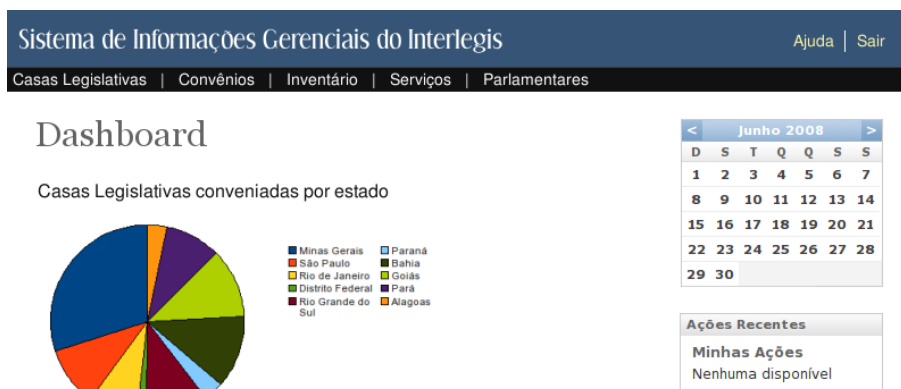 Sistema de Informações Gerenciais do Interlegis
Ajuda | Sair
Casas Legislativas | Convênios | Inventário | Serviços | Parlamentares
Dashboard
Casas Legislativas conveniadas por estado
Minas Gerais
São Paulo
Rio de Janeiro
Distrito Federal
Rio Grande do
Sul
Paraná
Bahia
Goiás
Pará
Alagoas
< Junho 2008 >
D S T Q Q S S
1 2 3 4 5 6 7
8 9 10 11 12 13 14
15 16 17 18 19 20 21
22 23 24 25 26 27 28
29 30
Ações Recentes
Minhas Ações
Nenhuma disponível